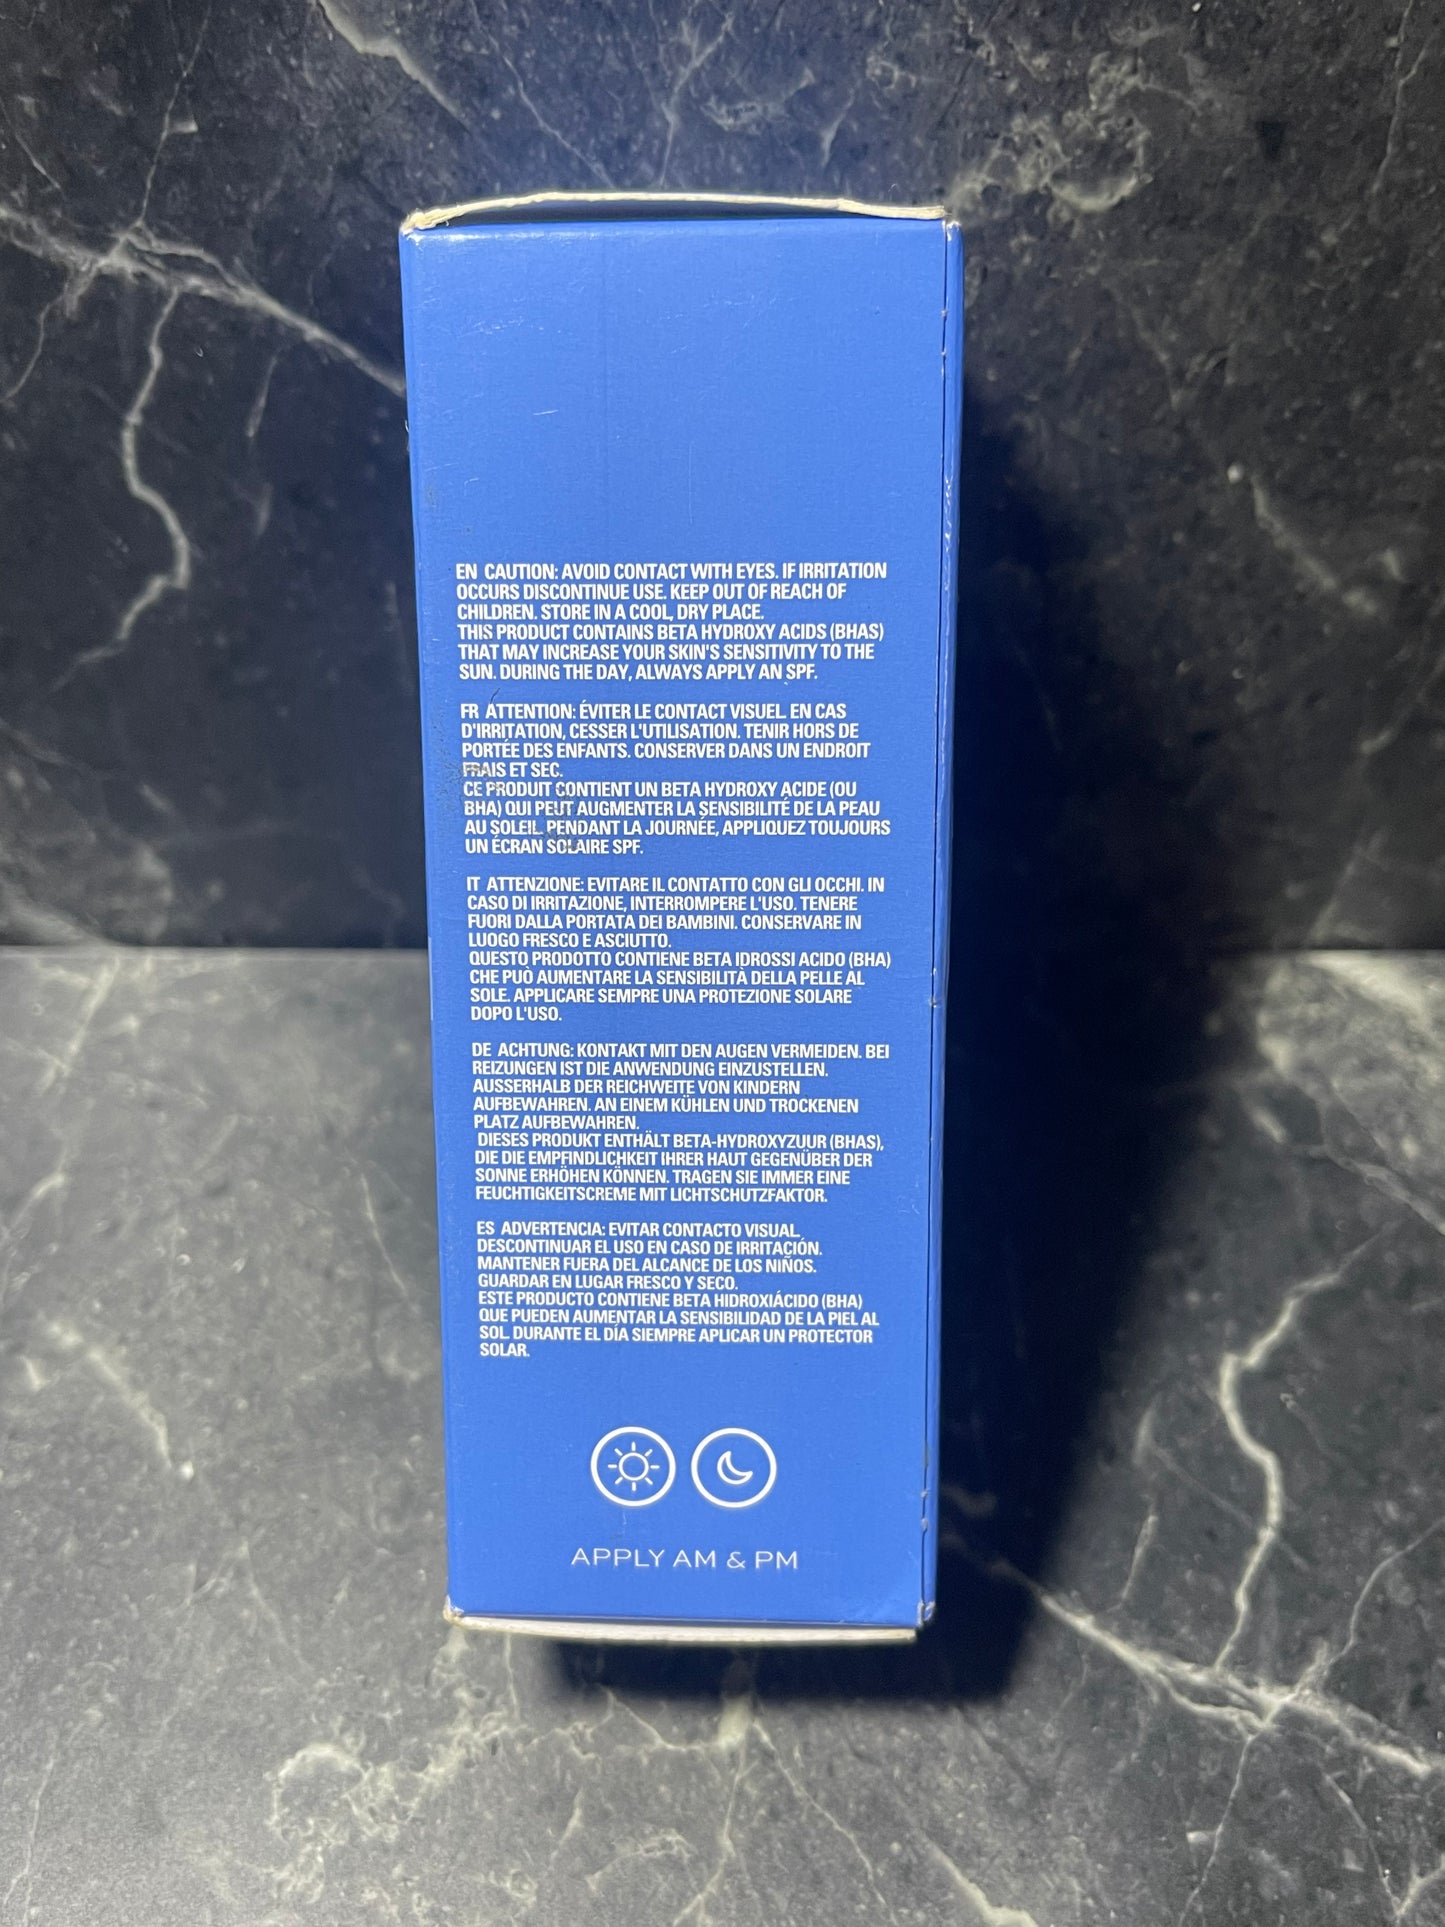 EN CAUTION: AVOID CONTACT WITH EYES. IF IRRITATION
OCCURS DISCONTINUE USE. KEEP OUT OF REACH OF
CHILDREN. STORE IN A COOL, DRY PLACE.
THIS PRODUCT CONTAINS BETA HYDROXY ACIDS (BHAS)
THAT MAY INCREASE YOUR SKIN'S SENSITIVITY TO THE
SUN. DURING THE DAY, ALWAYS APPLY AN SPF.
FR ATTENTION: ÉVITER LE CONTACT VISUEL. EN CAS
D'IRRITATION, CESSER L'UTILISATION. TENIR HORS DE
PORTÉE DES ENFANTS. CONSERVER DANS UN ENDROIT
FRAIS ET SEC.
CE PRODUIT CONTIENT UN BETA HYDROXY ACIDE (OU
BHA) QUI PEUT AUGMENTER LA SENSIBILITÉ DE LA PEAU
AU SOLEIL. PENDANT LA JOURNÉE, APPLIQUEZ TOUJOURS
UN ÉCRAN SOLAIRE SPF.
IT ATTENZIONE: EVITARE IL CONTATTO CON GLI OCCHI. IN
CASO DI IRRITAZIONE, INTERROMPERE L'USO. TENERE
FUORI DALLA PORTATA DEI BAMBINI. CONSERVARE IN
LUOGO FRESCO E ASCIUTTO.
QUESTO PRODOTTO CONTIENE BETA IDROSSI ACIDO (BHA)
CHE PUÒ AUMENTARE LA SENSIBILITÀ DELLA PELLE AL
SOLE. APPLICARE SEMPRE UNA PROTEZIONE SOLARE
DOPO L'USO.
DE ACHTUNG: KONTAKT MIT DEN AUGEN VERMEIDEN. BEI
REIZUNGEN IST DIE ANWENDUNG EINZUSTELLEN.
AUSSERHALB DER REICHWEITE VON KINDERN
AUFBEWAHREN. AN EINEM KÜHLEN UND TROCKENEN
PLATZ AUFBEWAHREN.
DIESES PRODUKT ENTHÄLT BETA-HYDROXYZUUR (BHAS),
DIE DIE EMPFINDLICHKEIT IHRER HAUT GEGENÜBER DER
SONNE ERHÖHEN KÖNNEN. TRAGEN SIE IMMER EINE
FEUCHTIGKEITSCREME MIT LICHTSCHUTZFAKTOR.
ES ADVERTENCIA: EVITAR CONTACTO VISUAL.
DESCONTINUAR EL USO EN CASO DE IRRITACIÓN.
MANTENER FUERA DEL ALCANCE DE LOS NIÑOS.
GUARDAR EN LUGAR FRESCO Y SECO.
ESTE PRODUCTO CONTIENE BETA HIDROXIÁCIDO (BHA)
QUE PUEDEN AUMENTAR LA SENSIBILIDAD DE LA PIEL AL
SOL. DURANTE EL DÍA SIEMPRE APLICAR UN PROTECTOR
SOLAR.
APPLY AM & PM